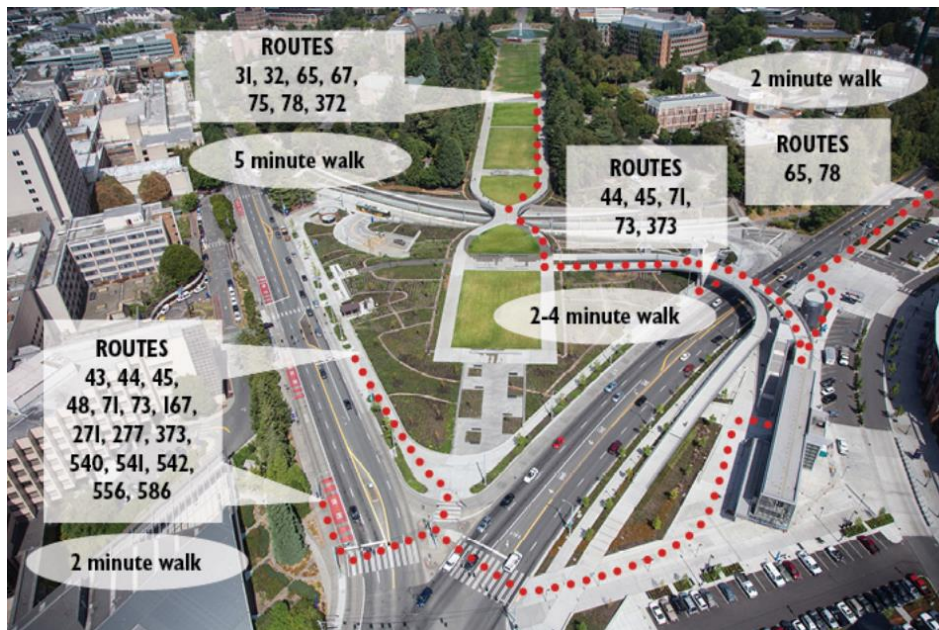 ROUTES
31, 32, 65, 67,
75, 78, 372
2 minute walk
5 minute walk
ROUTES
44, 45, 71,
73, 373
ROUTES
65, 78
2-4 minute walk
ROUTES
43, 44, 45,
48, 71, 73, 167,
271, 277, 373,
540, 541, 542,
556, 586
2 minute walk